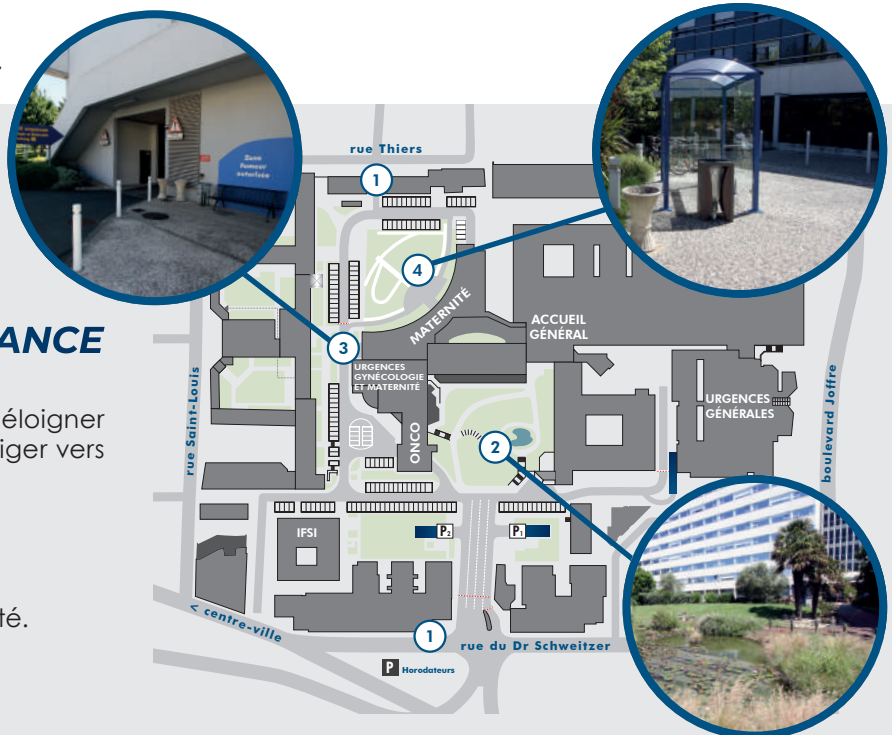 Zone
fumeur
autorisée
rue Thiers
1
4
MATERNITÉ
ACCUEIL
GÉNÉRAL
ANCE
3
URGENCES
GYNÉCOLOGIE
ET MATERNITÉ
éloigner
iger vers
rue Saint-Louis
ONCO
2
URGENCES
GÉNÉRALES
boulevard Joffre
IFSI
P2
P1
té.
< centre-ville
1
rue du Dr Schweitzer
P Horodateurs